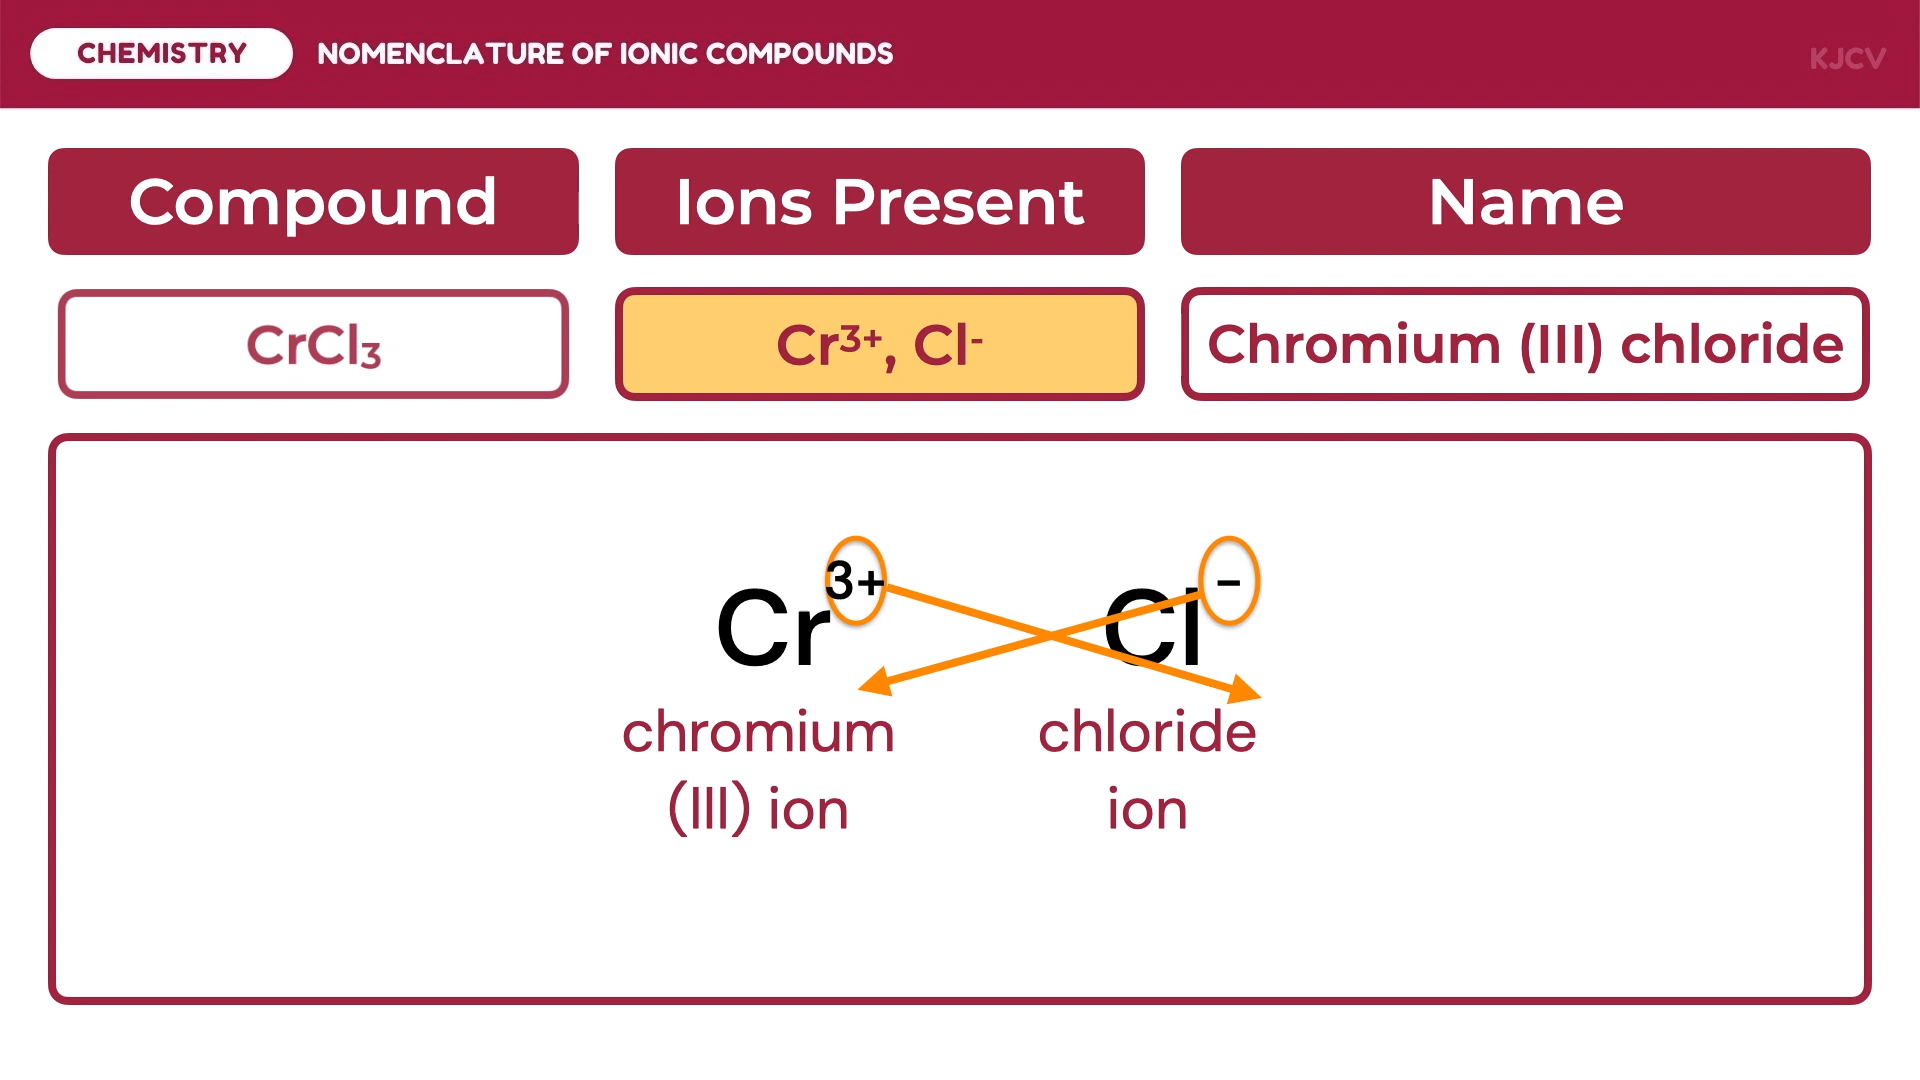 CHEMISTRY NOMENCLATURE OF IONIC COMPOUNDS KJCV
Compound Ions Present Name
CrCl₃ Cr³⁺, Cl⁻ Chromium (III) chloride
Cr³⁺ Cl⁻
chromium chloride
(III) ion ion